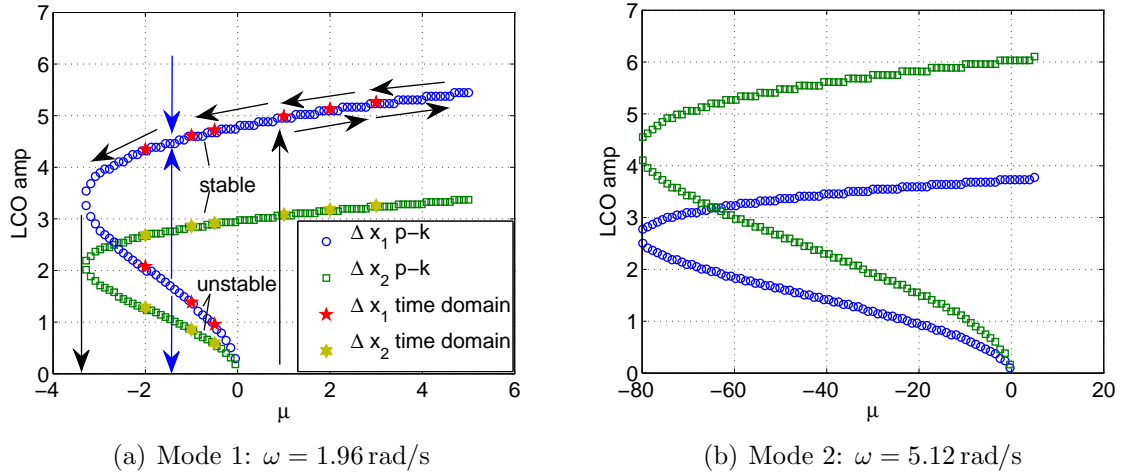 7
6
5
4
3
2
1
0
LCO amp
−4 −2 0 2 4 6
μ
stable
unstable
Δ x₁ p−k
Δ x₂ p−k
Δ x₁ time domain
Δ x₂ time domain
(a) Mode 1: ω = 1.96 rad/s
7
6
5
4
3
2
1
0
LCO amp
−80 −60 −40 −20 0 20
μ
(b) Mode 2: ω = 5.12 rad/s